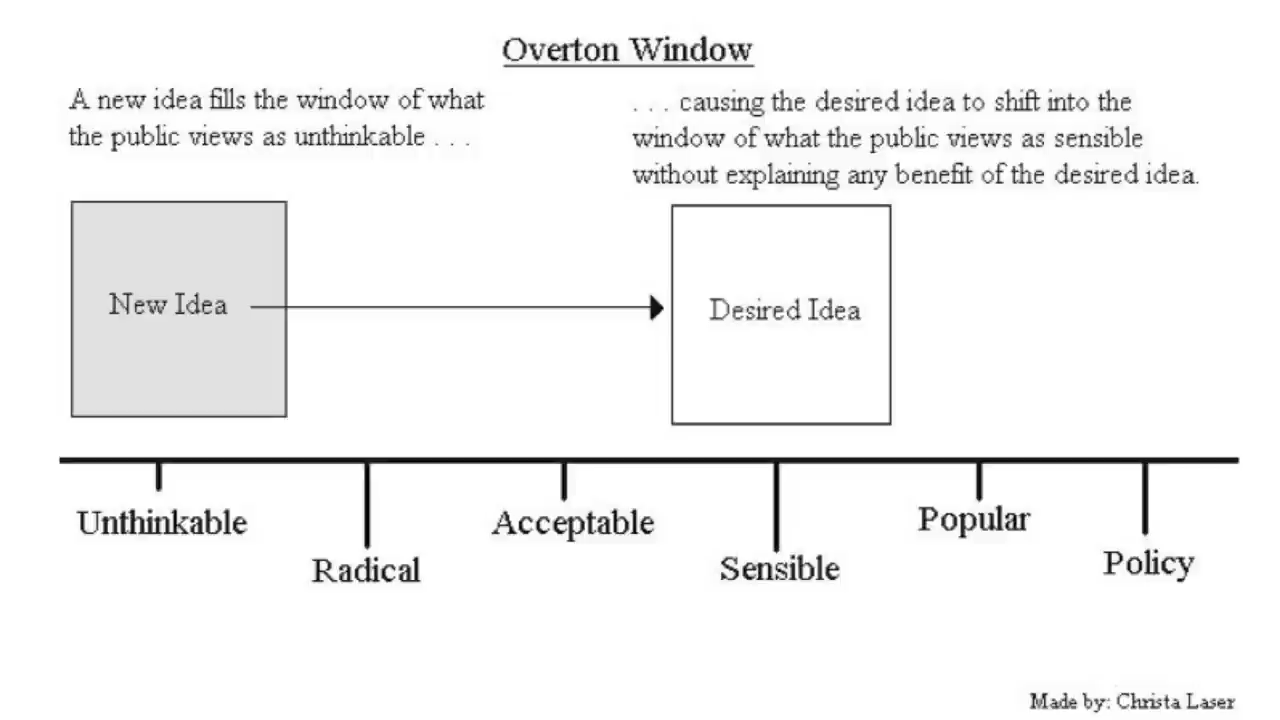 Overton Window
A new idea fills the window of what
the public views as unthinkable . . .
. . . causing the desired idea to shift into the
window of what the public views as sensible
without explaining any benefit of the desired idea.
New Idea
Desired Idea
Unthinkable
Radical
Acceptable
Sensible
Popular
Policy
Made by: Christa Laser